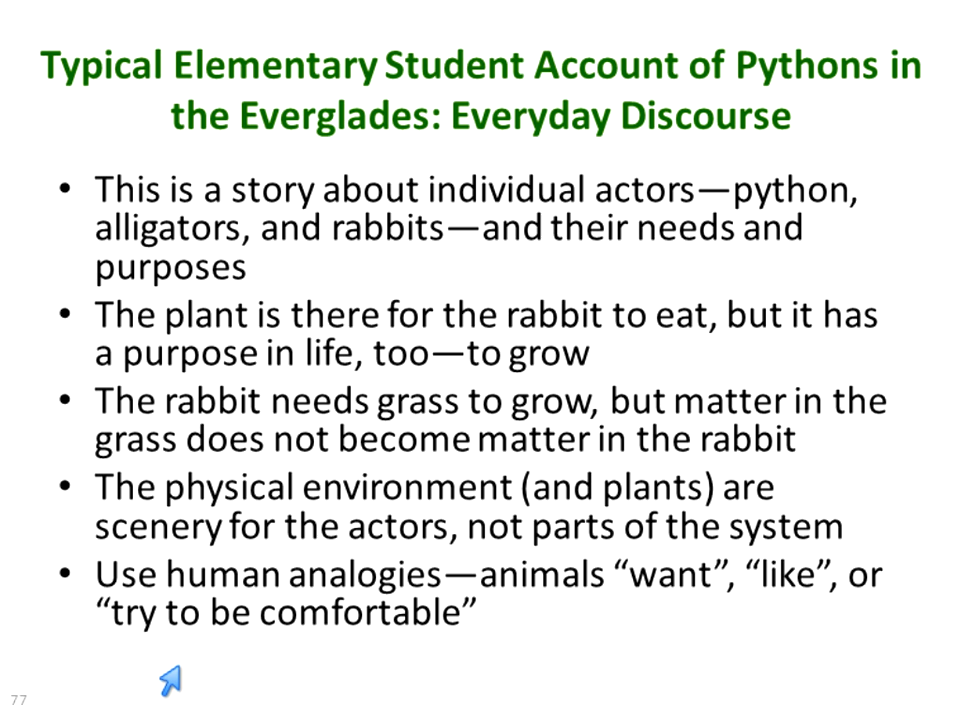 Typical Elementary Student Account of Pythons in
the Everglades: Everyday Discourse
• This is a story about individual actors—python,
alligators, and rabbits—and their needs and
purposes
• The plant is there for the rabbit to eat, but it has
a purpose in life, too—to grow
• The rabbit needs grass to grow, but matter in the
grass does not become matter in the rabbit
• The physical environment (and plants) are
scenery for the actors, not parts of the system
• Use human analogies—animals “want”, “like”, or
“try to be comfortable”
77